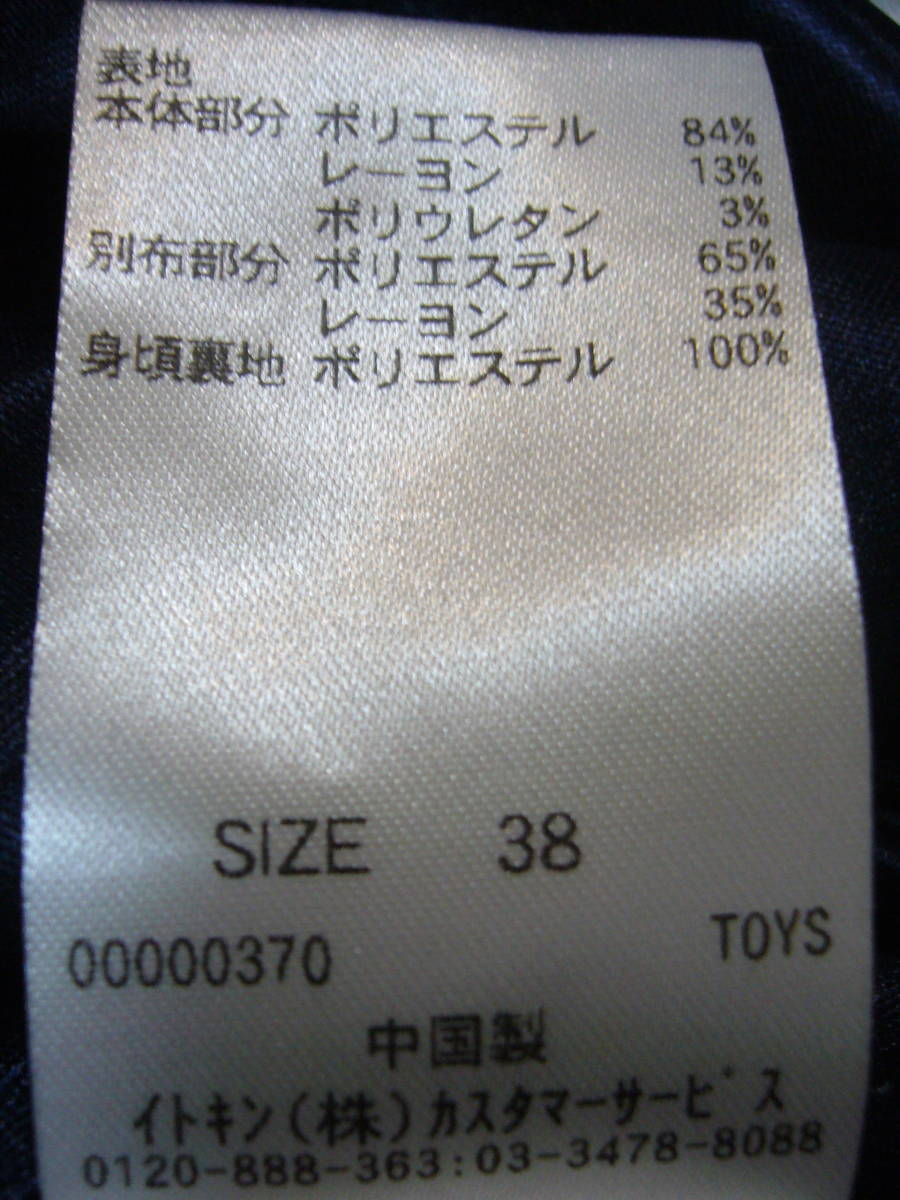 表地
本体部分 ポリエステル 84%
レーヨン 13%
ポリウレタン 3%
別布部分 ポリエステル 65%
レーヨン 35%
身頃裏地 ポリエステル 100%
SIZE 38
00000370 TOYS
中国製
イトキン(株)カスタマーサービス
0120-888-363:03-3478-8088